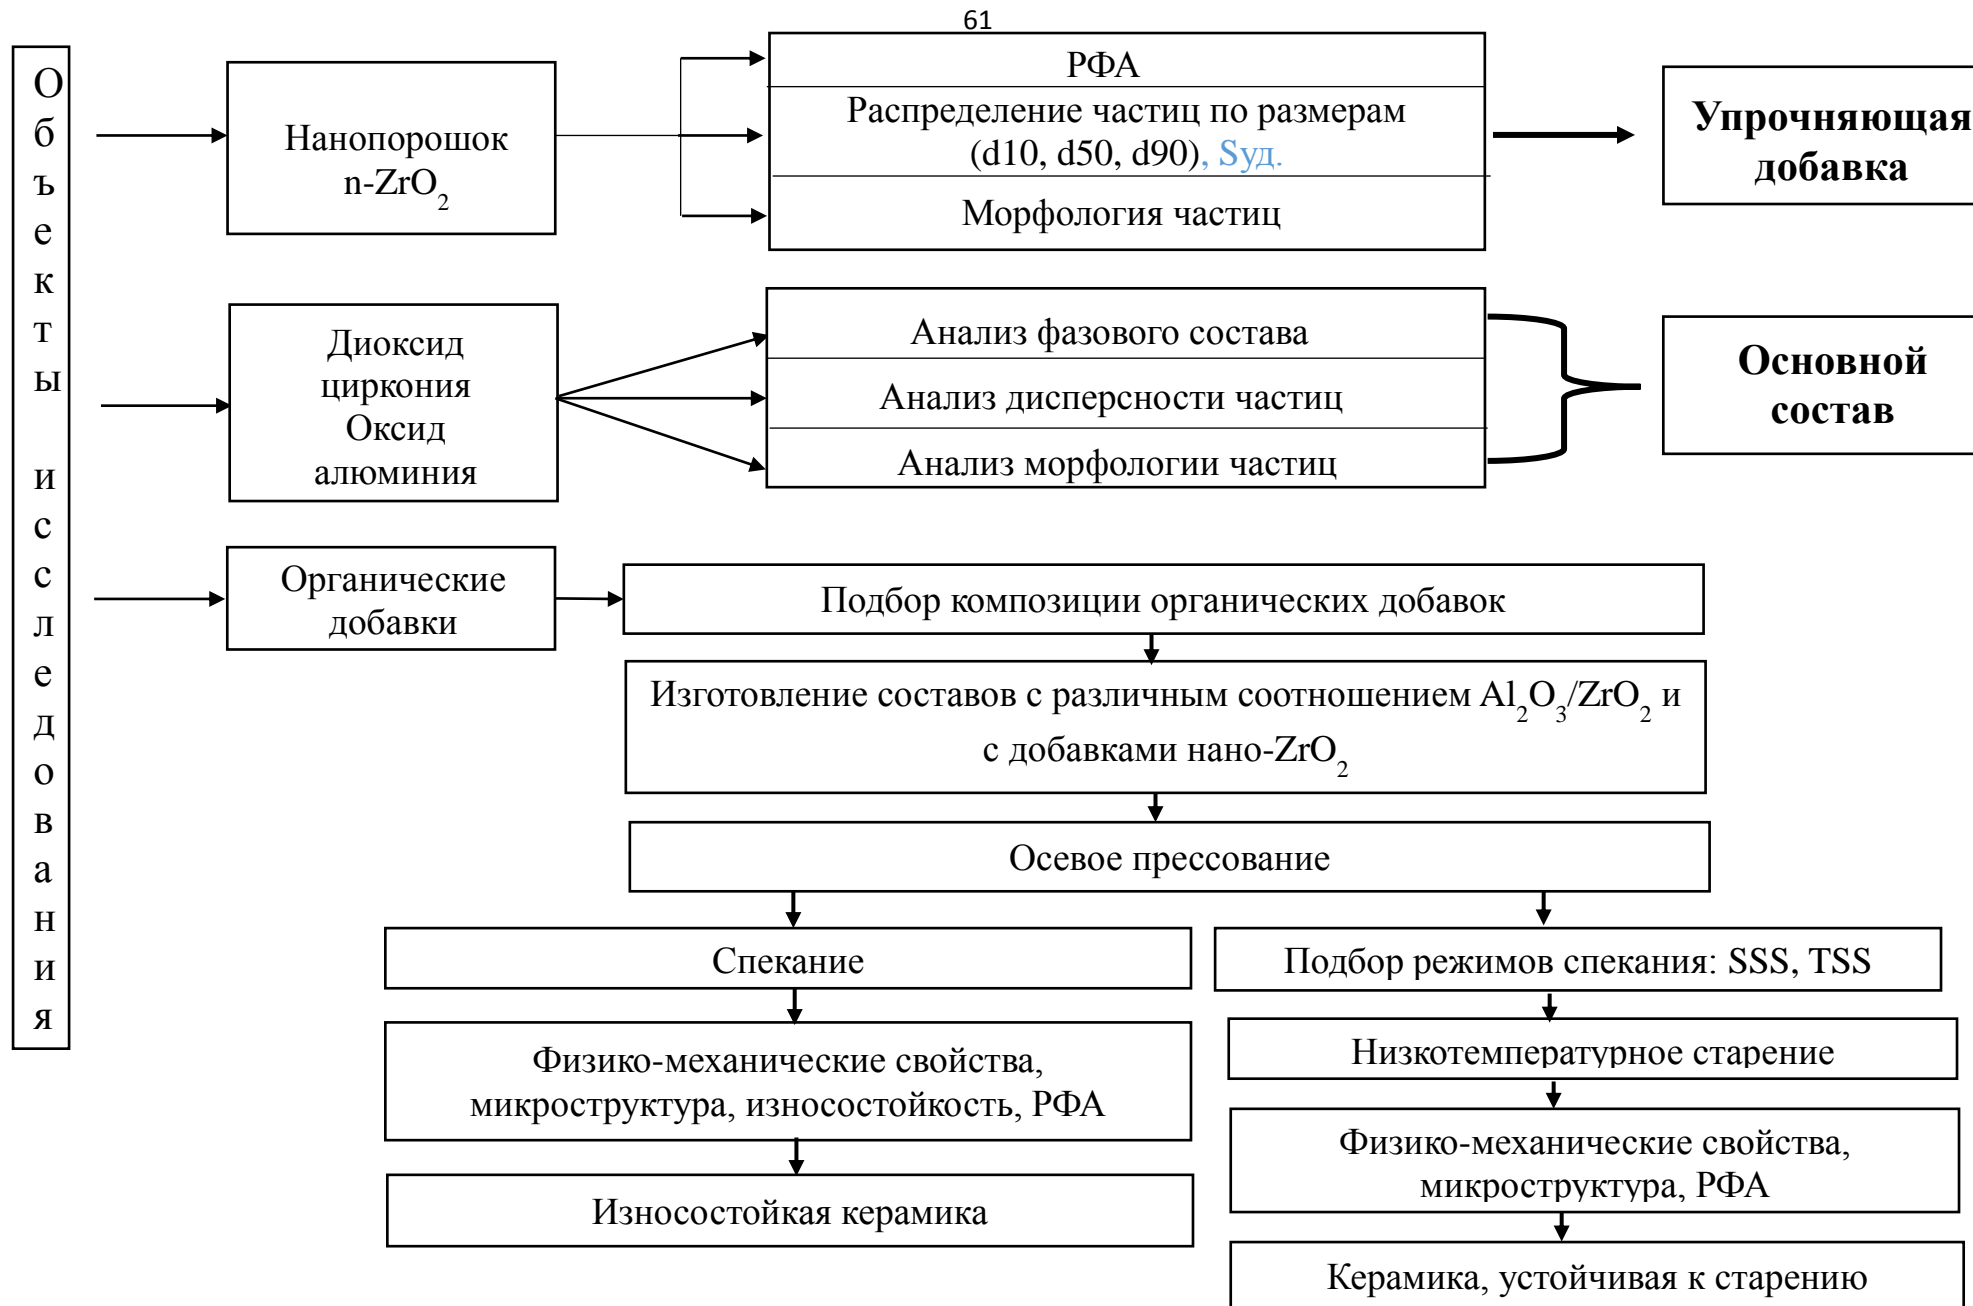 61
Объекты исследования
Нанопорошок
n-ZrO₂
РФА
Распределение частиц по размерам
(d10, d50, d90), Sуд.
Морфология частиц
Упрочняющая
добавка
Диоксид
циркония
Оксид
алюминия
Анализ фазового состава
Анализ дисперсности частиц
Анализ морфологии частиц
Основной
состав
Органические
добавки
Подбор композиции органических добавок
Изготовление составов с различным соотношением Al₂O₃/ZrO₂ и
с добавками нано-ZrO₂
Осевое прессование
Спекание
Физико-механические свойства,
микроструктура, износостойкость, РФА
Износостойкая керамика
Подбор режимов спекания: SSS, TSS
Низкотемпературное старение
Физико-механические свойства,
микроструктура, РФА
Керамика, устойчивая к старению